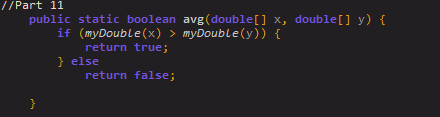 //Part 11
public static boolean avg(double[] x, double[] y) {
if (myDouble(x) > myDouble(y)) {
return true;
} else
return false;
}